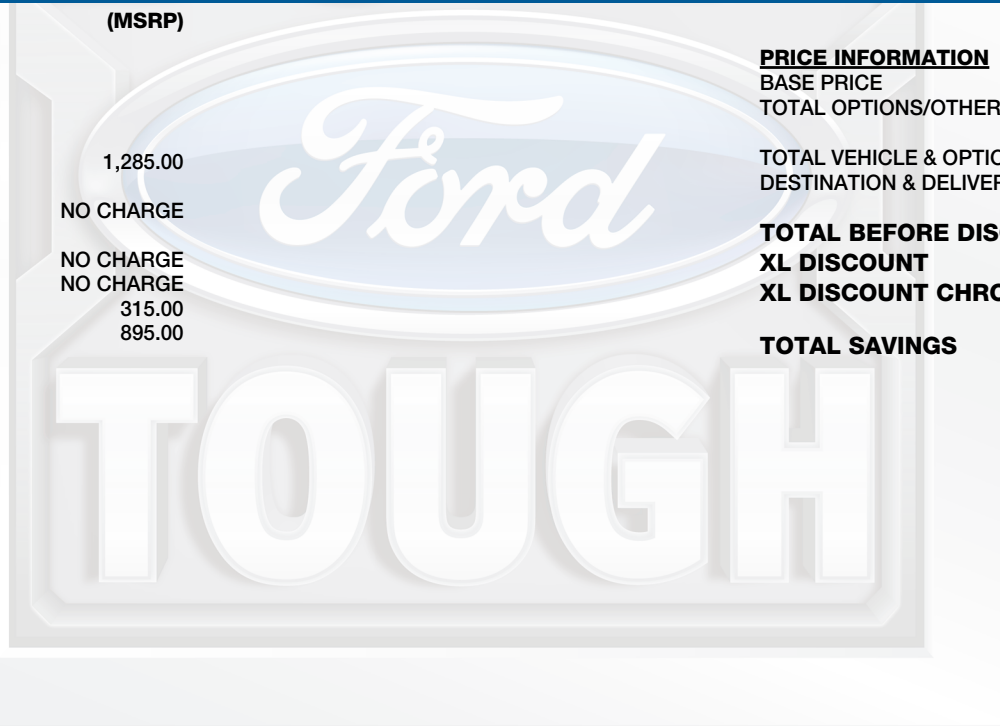 (MSRP)
1,285.00
NO CHARGE
NO CHARGE
NO CHARGE
315.00
895.00
PRICE INFORMATION
BASE PRICE
TOTAL OPTIONS/OTHER
TOTAL VEHICLE & OPTIO
DESTINATION & DELIVER
TOTAL BEFORE DIS
XL DISCOUNT
XL DISCOUNT CHRO
TOTAL SAVINGS
Ford
TOUGH